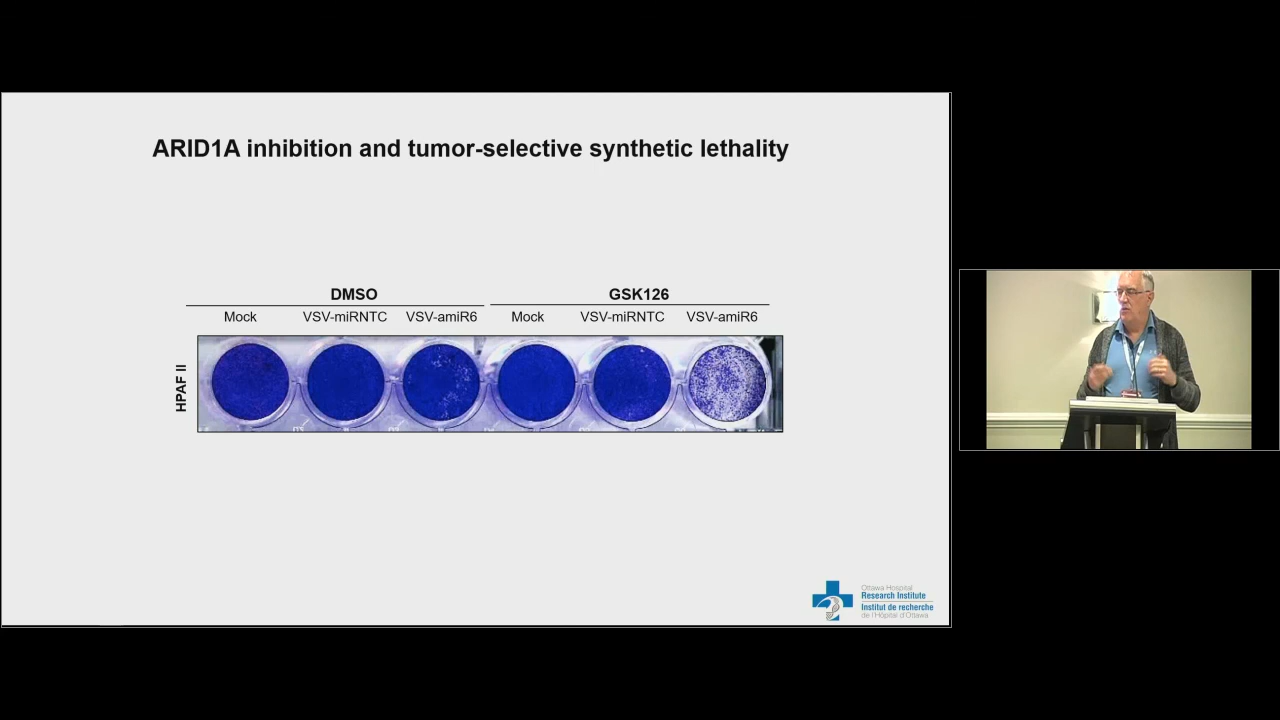 ARID1A inhibition and tumor-selective synthetic lethality
DMSO GSK126
Mock VSV-miRNTC VSV-amiR6 Mock VSV-miRNTC VSV-amiR6
HPAF II
Ottawa Hospital
Research Institute
Institut de recherche
de l'Hôpital d'Ottawa